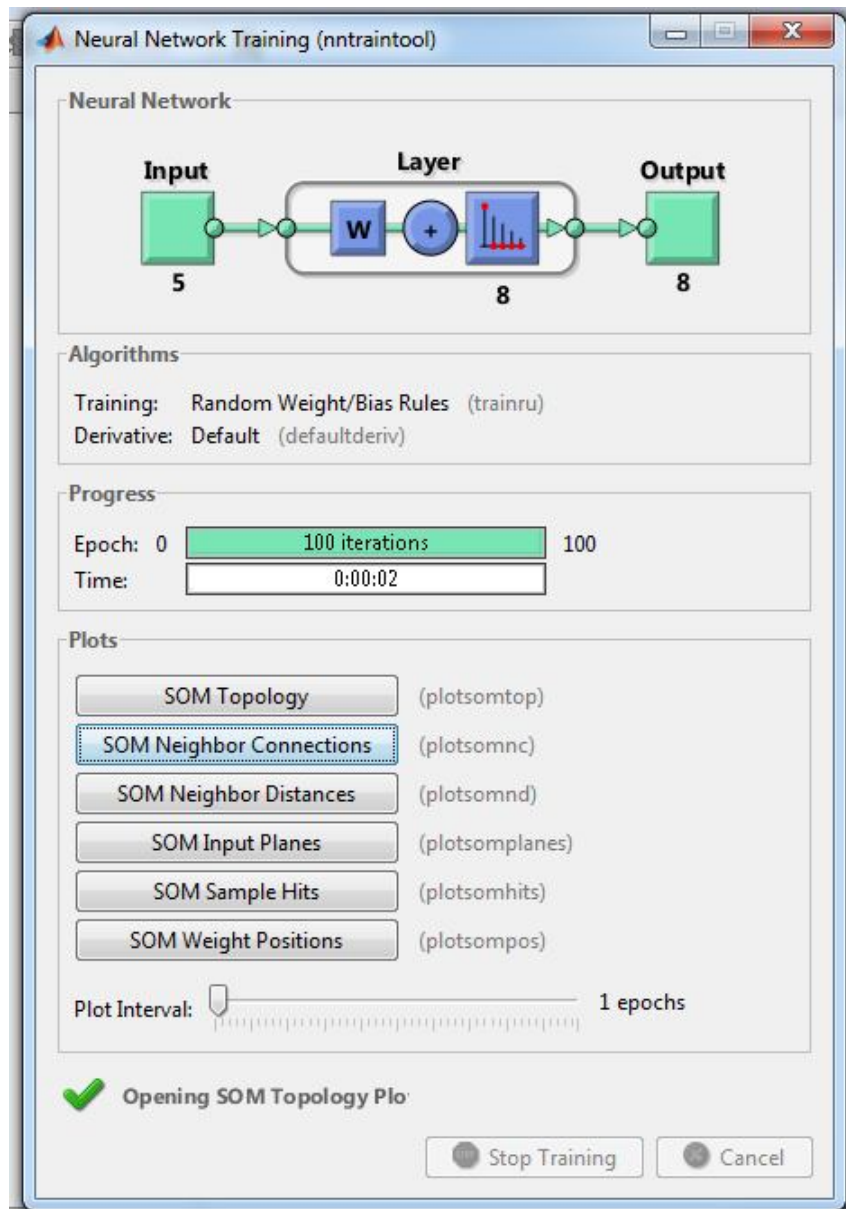 Neural Network Training (nntraintool)
Neural Network
Input Layer Output
W +
5 8 8
Algorithms
Training: Random Weight/Bias Rules (trainru)
Derivative: Default (defaultderiv)
Progress
Epoch: 0 100 iterations 100
Time: 0:00:02
Plots
SOM Topology (plotsomtop)
SOM Neighbor Connections (plotsomnc)
SOM Neighbor Distances (plotsomnd)
SOM Input Planes (plotsomplanes)
SOM Sample Hits (plotsomhits)
SOM Weight Positions (plotsompos)
Plot Interval: 1 epochs
Opening SOM Topology Plo
Stop Training Cancel